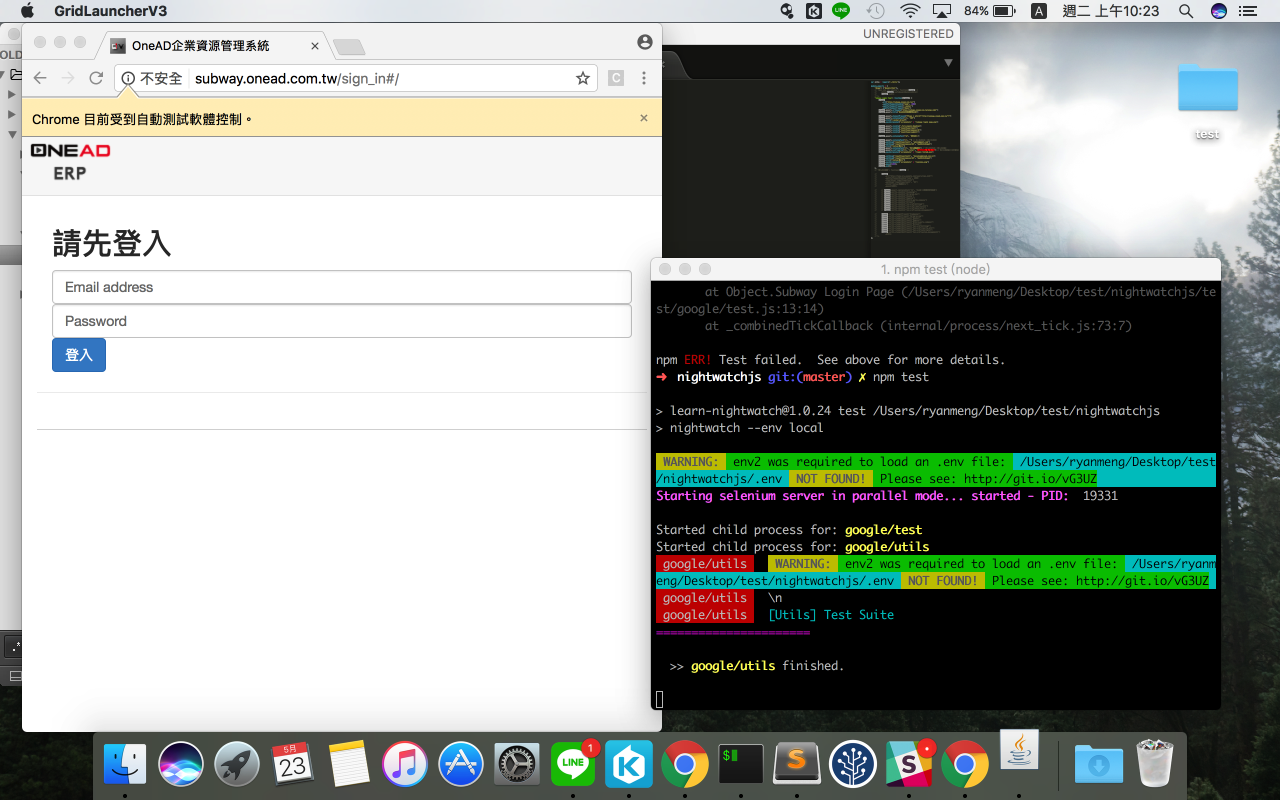 GridLauncherV3
84%
A
週二 上午10:23
OneAD企業資源管理系統
不安全
subway.onead.com.tw/sign_in#/
C
Chrome 目前受到自動測試軟體控制。
ONEAD
ERP
請先登入
Email address
Password
登入
OLD
UNREGISTERED
test
1. npm test (node)
at Object.Subway Login Page (/Users/ryanmeng/Desktop/test/nightwatchjs/te
st/google/test.js:13:14)
at _combinedTickCallback (internal/process/next_tick.js:73:7)
npm ERR! Test failed.  See above for more details.
➜  nightwatchjs git:(master) ✗ npm test
> learn-nightwatch@1.0.24 test /Users/ryanmeng/Desktop/test/nightwatchjs
> nightwatch --env local
WARNING:  env2 was required to load an .env file:  /Users/ryanmeng/Desktop/test
/nightwatchjs/.env  NOT FOUND!  Please see: http://git.io/vG3UZ
Starting selenium server in parallel mode... started - PID:  19331
Started child process for: google/test
Started child process for: google/utils
google/utils   WARNING:  env2 was required to load an .env file:  /Users/ryanm
eng/Desktop/test/nightwatchjs/.env  NOT FOUND!  Please see: http://git.io/vG3UZ
google/utils   \n
google/utils   [Utils] Test Suite
======================
>> google/utils finished.
5月
23
LINE
1
K
$
S
S